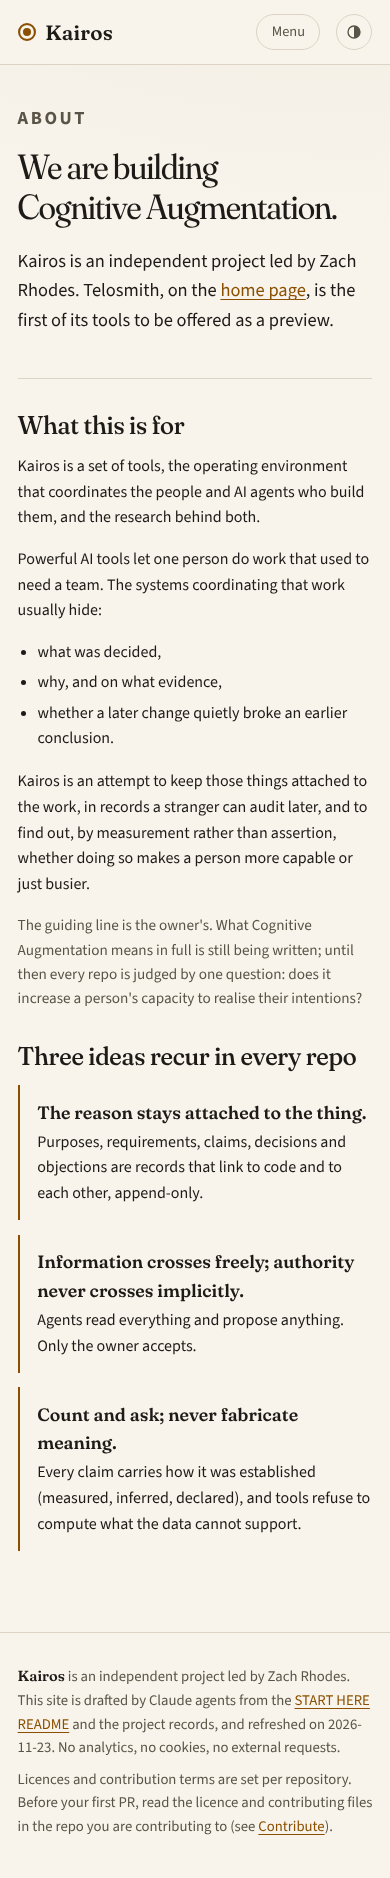 Kairos
Menu
ABOUT
We are building
Cognitive Augmentation.
Kairos is an independent project led by Zach
Rhodes. Telosmith, on the home page, is the
first of its tools to be offered as a preview.
What this is for
Kairos is a set of tools, the operating environment
that coordinates the people and AI agents who build
them, and the research behind both.
Powerful AI tools let one person do work that used to
need a team. The systems coordinating that work
usually hide:
• what was decided,
• why, and on what evidence,
• whether a later change quietly broke an earlier
conclusion.
Kairos is an attempt to keep those things attached to
the work, in records a stranger can audit later, and to
find out, by measurement rather than assertion,
whether doing so makes a person more capable or
just busier.
The guiding line is the owner's. What Cognitive
Augmentation means in full is still being written; until
then every repo is judged by one question: does it
increase a person's capacity to realise their intentions?
Three ideas recur in every repo
The reason stays attached to the thing.
Purposes, requirements, claims, decisions and
objections are records that link to code and to
each other, append-only.
Information crosses freely; authority
never crosses implicitly.
Agents read everything and propose anything.
Only the owner accepts.
Count and ask; never fabricate
meaning.
Every claim carries how it was established
(measured, inferred, declared), and tools refuse to
compute what the data cannot support.
Kairos is an independent project led by Zach Rhodes.
This site is drafted by Claude agents from the START HERE
README and the project records, and refreshed on 2026-
11-23. No analytics, no cookies, no external requests.
Licences and contribution terms are set per repository.
Before your first PR, read the licence and contributing files
in the repo you are contributing to (see Contribute).